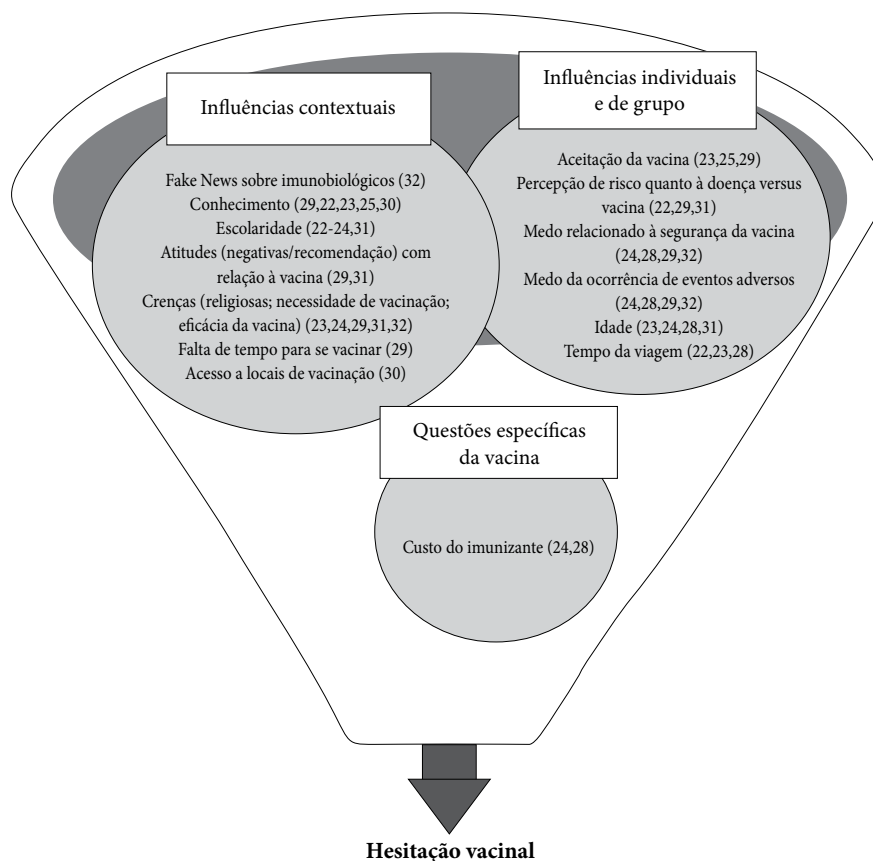 Influências contextuais
Fake News sobre imunobiológicos (32)
Conhecimento (29,22,23,25,30)
Escolaridade (22-24,31)
Atitudes (negativas/recomendação) com
relação à vacina (29,31)
Crenças (religiosas; necessidade de vacinação;
eficácia da vacina) (23,24,29,31,32)
Falta de tempo para se vacinar (29)
Acesso a locais de vacinação (30)
Influências individuais
e de grupo
Aceitação da vacina (23,25,29)
Percepção de risco quanto à doença versus
vacina (22,29,31)
Medo relacionado à segurança da vacina
(24,28,29,32)
Medo da ocorrência de eventos adversos
(24,28,29,32)
Idade (23,24,28,31)
Tempo da viagem (22,23,28)
Questões específicas
da vacina
Custo do imunizante (24,28)
Hesitação vacinal